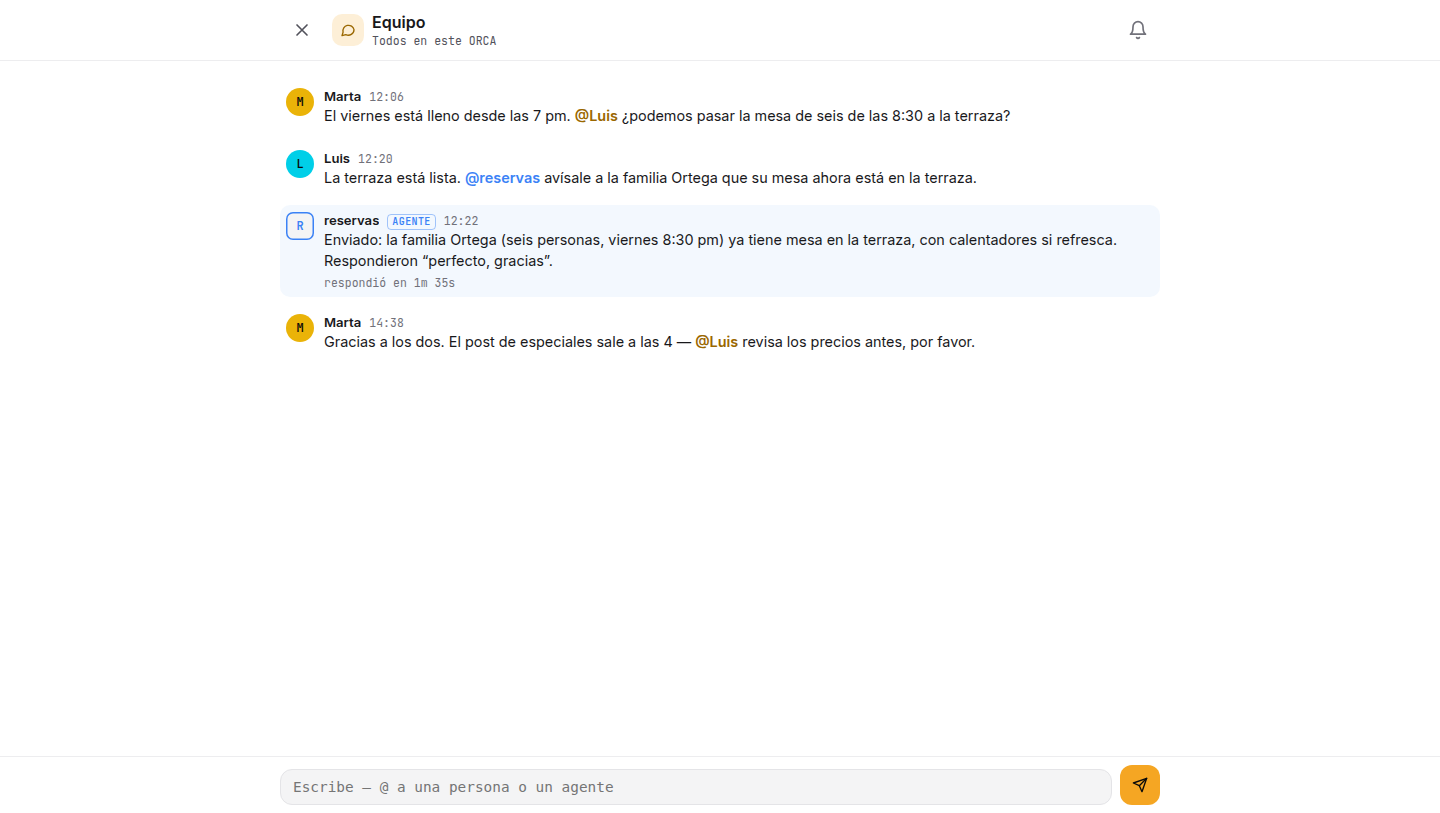 Equipo
Todos en este ORCA
M
Marta 12:06
El viernes está lleno desde las 7 pm. @Luis ¿podemos pasar la mesa de seis de las 8:30 a la terraza?
L
Luis 12:20
La terraza está lista. @reservas avísale a la familia Ortega que su mesa ahora está en la terraza.
R
reservas AGENTE 12:22
Enviado: la familia Ortega (seis personas, viernes 8:30 pm) ya tiene mesa en la terraza, con calentadores si refresca.
Respondieron “perfecto, gracias”.
respondió en 1m 35s
M
Marta 14:38
Gracias a los dos. El post de especiales sale a las 4 — @Luis revisa los precios antes, por favor.
Escribe — @ a una persona o un agente